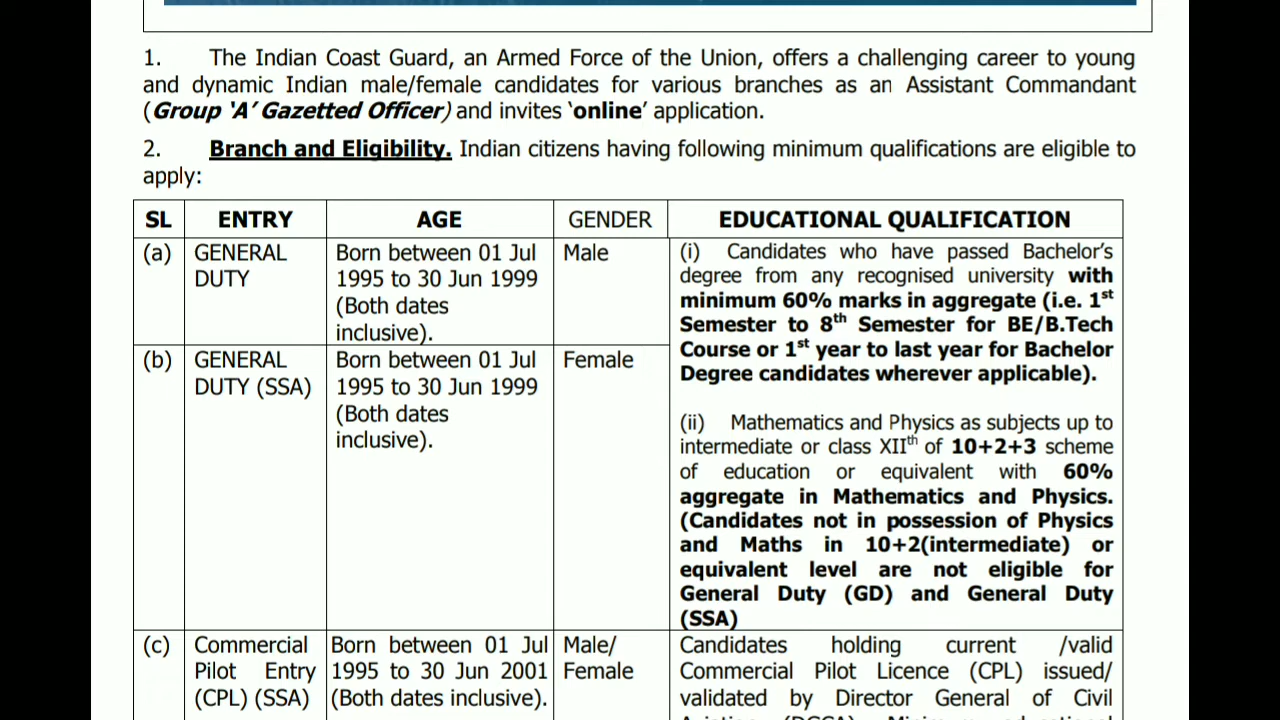 1. The Indian Coast Guard, an Armed Force of the Union, offers a challenging career to young
and dynamic Indian male/female candidates for various branches as an Assistant Commandant
(Group ‘A’ Gazetted Officer) and invites ‘online’ application.
2. Branch and Eligibility. Indian citizens having following minimum qualifications are eligible to
apply:
SL ENTRY AGE GENDER EDUCATIONAL QUALIFICATION
(a) GENERAL
DUTY
Born between 01 Jul
1995 to 30 Jun 1999
(Both dates
inclusive).
Male
(i) Candidates who have passed Bachelor’s
degree from any recognised university with
minimum 60% marks in aggregate (i.e. 1st
Semester to 8th Semester for BE/B.Tech
Course or 1st year to last year for Bachelor
Degree candidates wherever applicable).
(ii) Mathematics and Physics as subjects up to
intermediate or class XIIth of 10+2+3 scheme
of education or equivalent with 60%
aggregate in Mathematics and Physics.
(Candidates not in possession of Physics
and Maths in 10+2(intermediate) or
equivalent level are not eligible for
General Duty (GD) and General Duty
(SSA)
(b) GENERAL
DUTY (SSA)
Born between 01 Jul
1995 to 30 Jun 1999
(Both dates
inclusive).
Female
(c) Commercial
Pilot Entry
(CPL) (SSA)
Born between 01 Jul
1995 to 30 Jun 2001
(Both dates inclusive).
Male/
Female
Candidates holding current /valid
Commercial Pilot Licence (CPL) issued/
validated by Director General of Civil